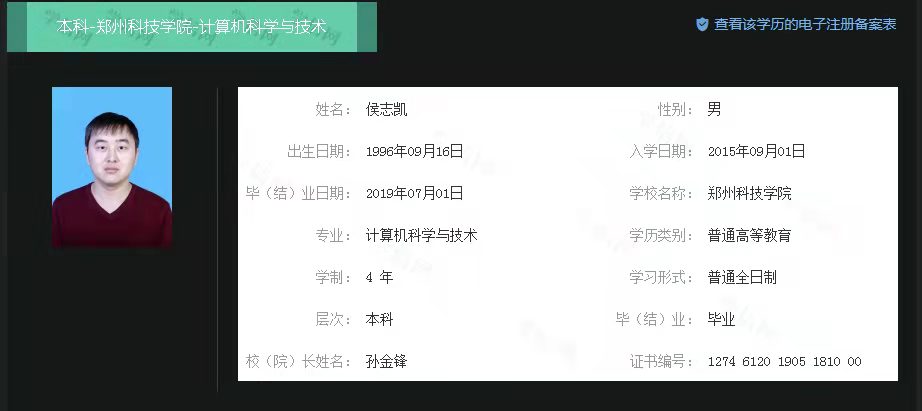 本科-郑州科技学院-计算机科学与技术
查看该学历的电子注册备案表
姓名： 侯志凯 性别： 男
出生日期： 1996年09月16日 入学日期： 2015年09月01日
毕（结）业日期： 2019年07月01日 学校名称： 郑州科技学院
专业： 计算机科学与技术 学历类别： 普通高等教育
学制： 4 年 学习形式： 普通全日制
层次： 本科 毕（结）业： 毕业
校（院）长姓名： 孙金锋 证书编号： 1274 6120 1905 1810 00